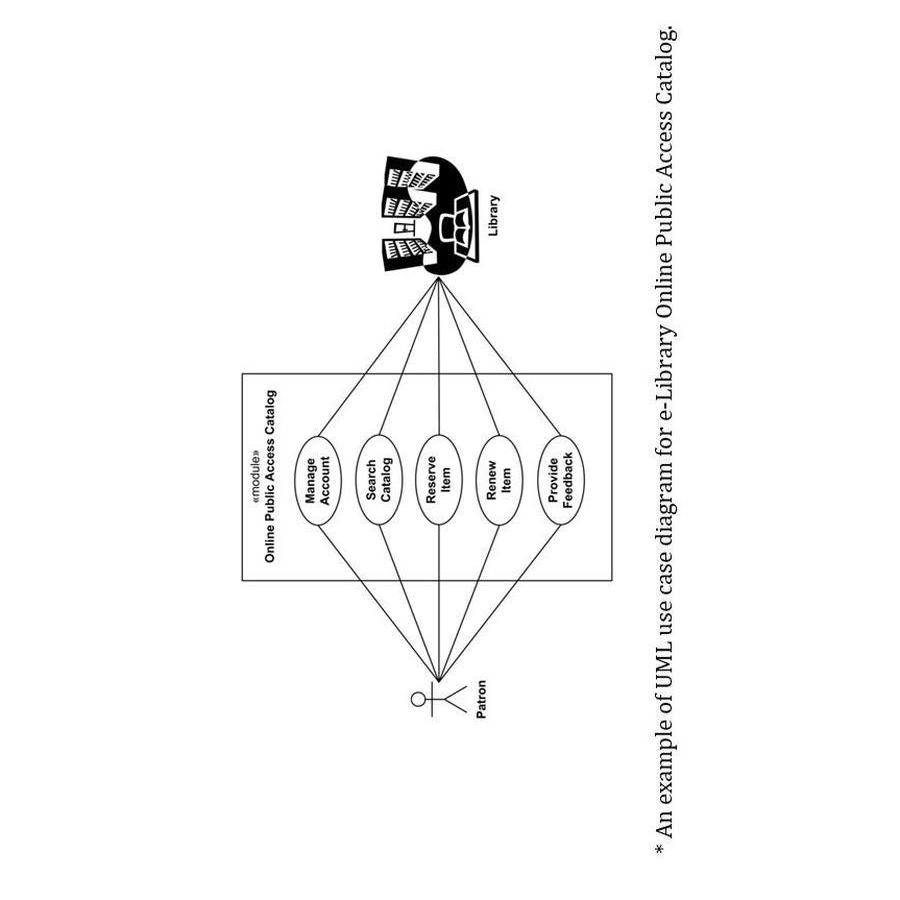 «module»
Online Public Access Catalog
Manage
Account
Search
Catalog
Reserve
Item
Renew
Item
Provide
Feedback
Patron
Library
* An example of UML use case diagram for e-Library Online Public Access Catalog.